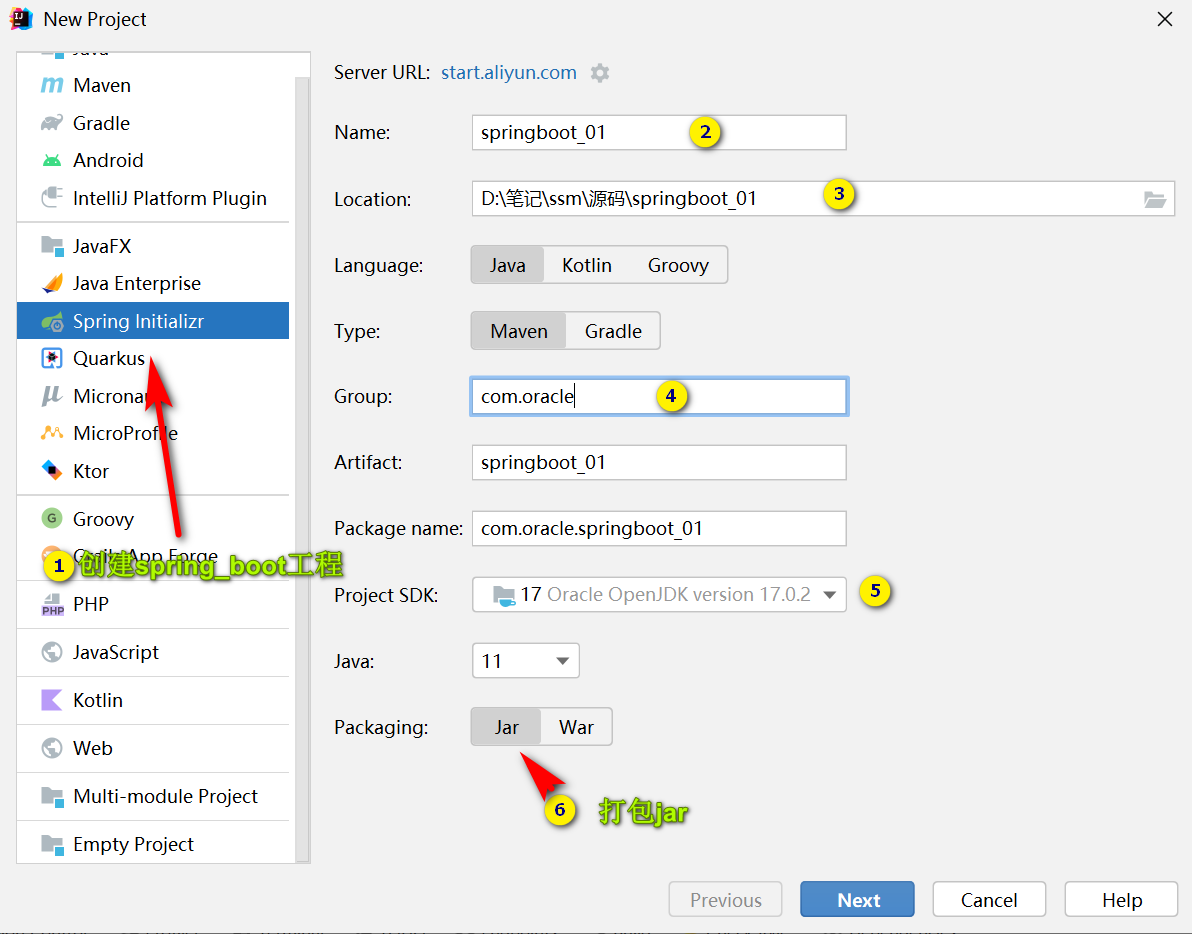 New Project
Java
Maven
Gradle
Android
IntelliJ Platform Plugin
JavaFX
Java Enterprise
Spring Initializr
Quarkus
Micronau
MicroProfile
Ktor
Groovy
Grails App Forge
1 创建spring_boot工程
PHP
JavaScript
Kotlin
Web
Multi-module Project
Empty Project
Server URL: start.aliyun.com
Name: springboot_01 2
Location: D:\笔记\ssm\源码\springboot_01 3
Language: Java Kotlin Groovy
Type: Maven Gradle
Group: com.oracle 4
Artifact: springboot_01
Package name: com.oracle.springboot_01
Project SDK: 17 Oracle OpenJDK version 17.0.2 5
Java: 11
Packaging: Jar War
6 打包jar
Previous Next Cancel Help